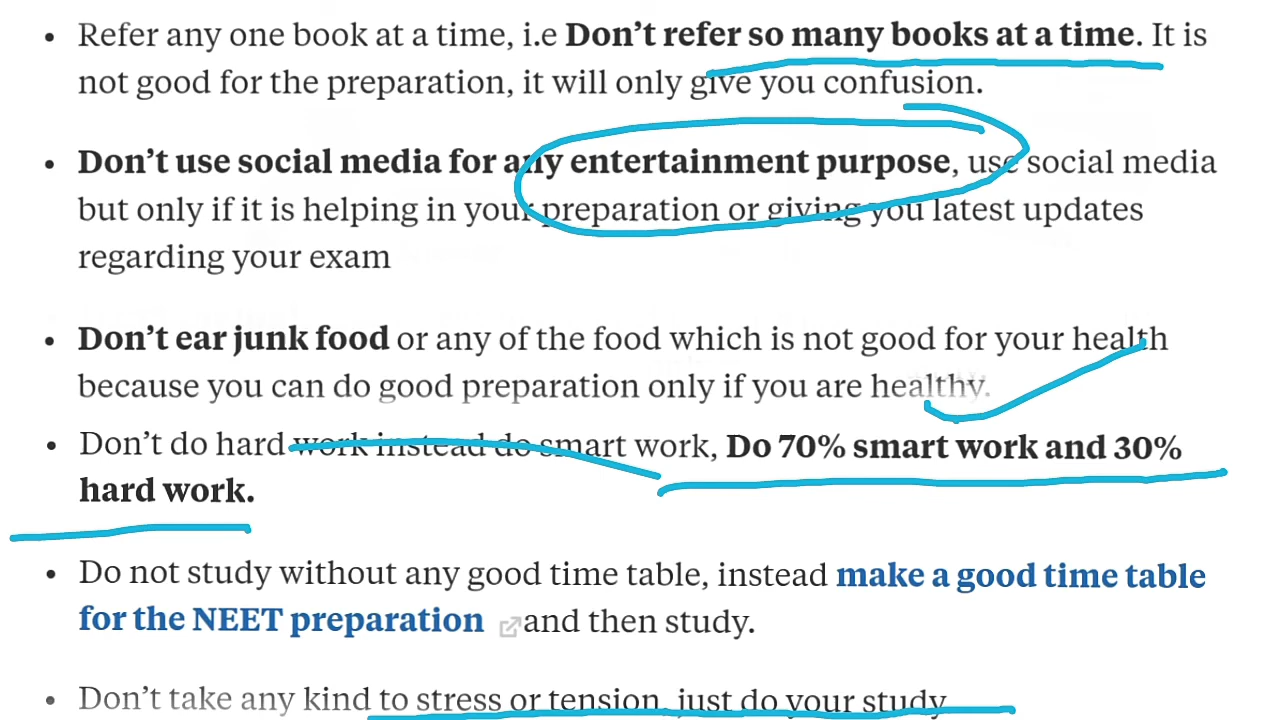 • Refer any one book at a time, i.e Don't refer so many books at a time. It is
not good for the preparation, it will only give you confusion.
• Don't use social media for any entertainment purpose, use social media
but only if it is helping in your preparation or giving you latest updates
regarding your exam
• Don't ear junk food or any of the food which is not good for your health
because you can do good preparation only if you are healthy.
• Don't do hard work instead do smart work, Do 70% smart work and 30%
hard work.
• Do not study without any good time table, instead make a good time table
for the NEET preparation and then study.
• Don't take any kind to stress or tension, just do your study